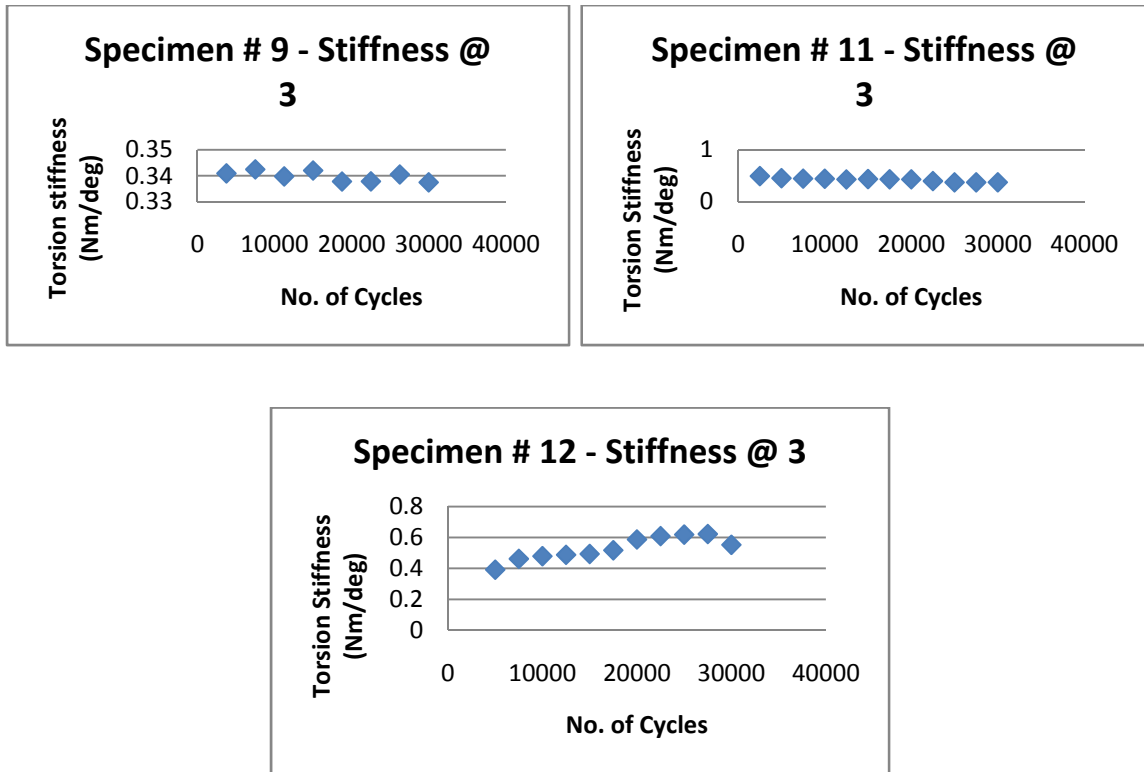 Specimen # 9 - Stiffness @
3
Torsion stiffness
(Nm/deg)
0.35
0.34
0.33
0 10000 20000 30000 40000
No. of Cycles
Specimen # 11 - Stiffness @
3
Torsion Stiffness
(Nm/deg)
1
0
0 10000 20000 30000 40000
No. of Cycles
Specimen # 12 - Stiffness @ 3
Torsion Stiffness
(Nm/deg)
0.8
0.6
0.4
0.2
0
0 10000 20000 30000 40000
No. of Cycles